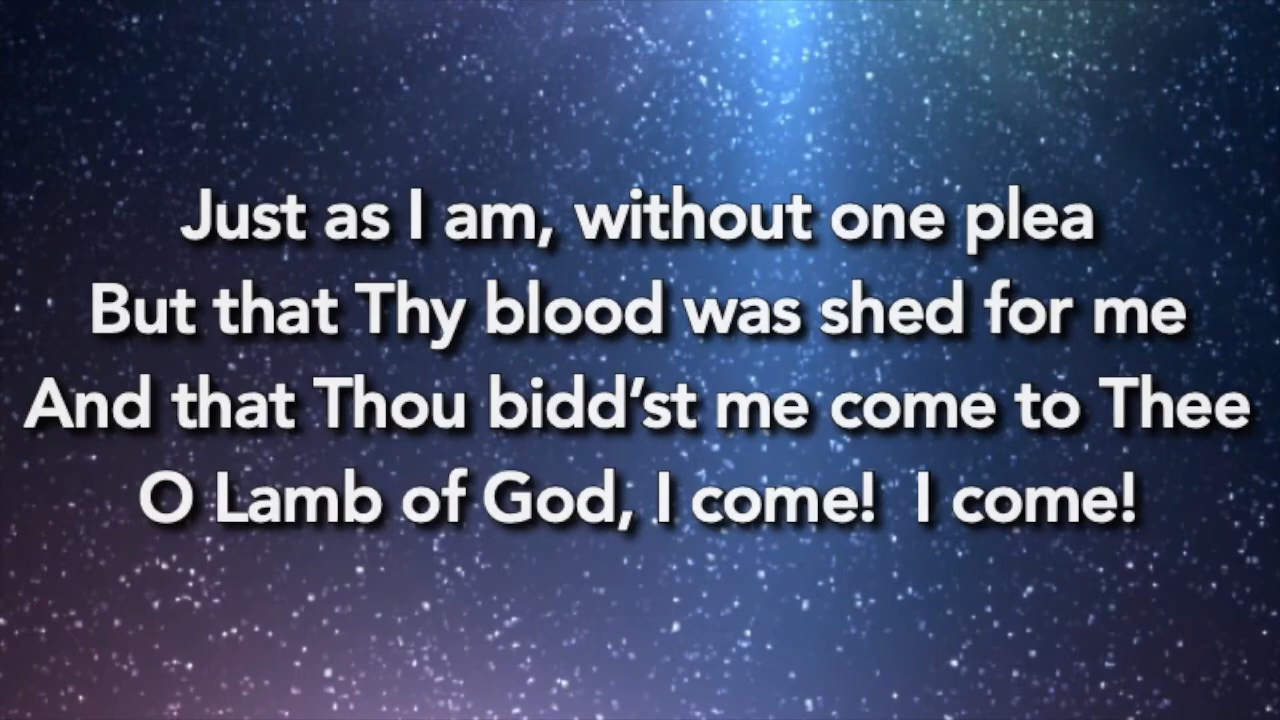 Just as I am, without one plea
But that Thy blood was shed for me
And that Thou bidd’st me come to Thee
O Lamb of God, I come!  I come!